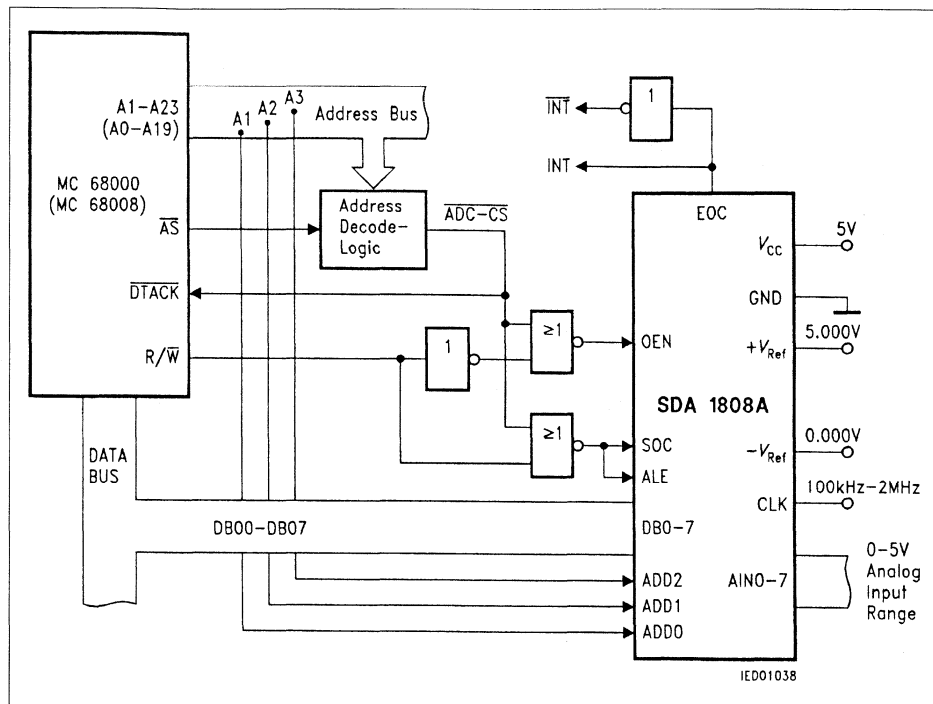 A1-A23
(A0-A19)
A1
A2
A3
Address Bus
MC 68000
(MC 68008)
AS
DTACK
R/W
Address
Decode-
Logic
ADC-CS
INT
1
INT
EOC
VCC
5V
GND
5.000V
+VRef
1
≥1
OEN
SDA 1808A
≥1
SOC
ALE
0.000V
-VRef
100kHz-2MHz
CLK
DATA
BUS
DB00-DB07
DB0-7
0-5V
Analog
Input
Range
AIN0-7
ADD2
ADD1
ADD0
IED01038